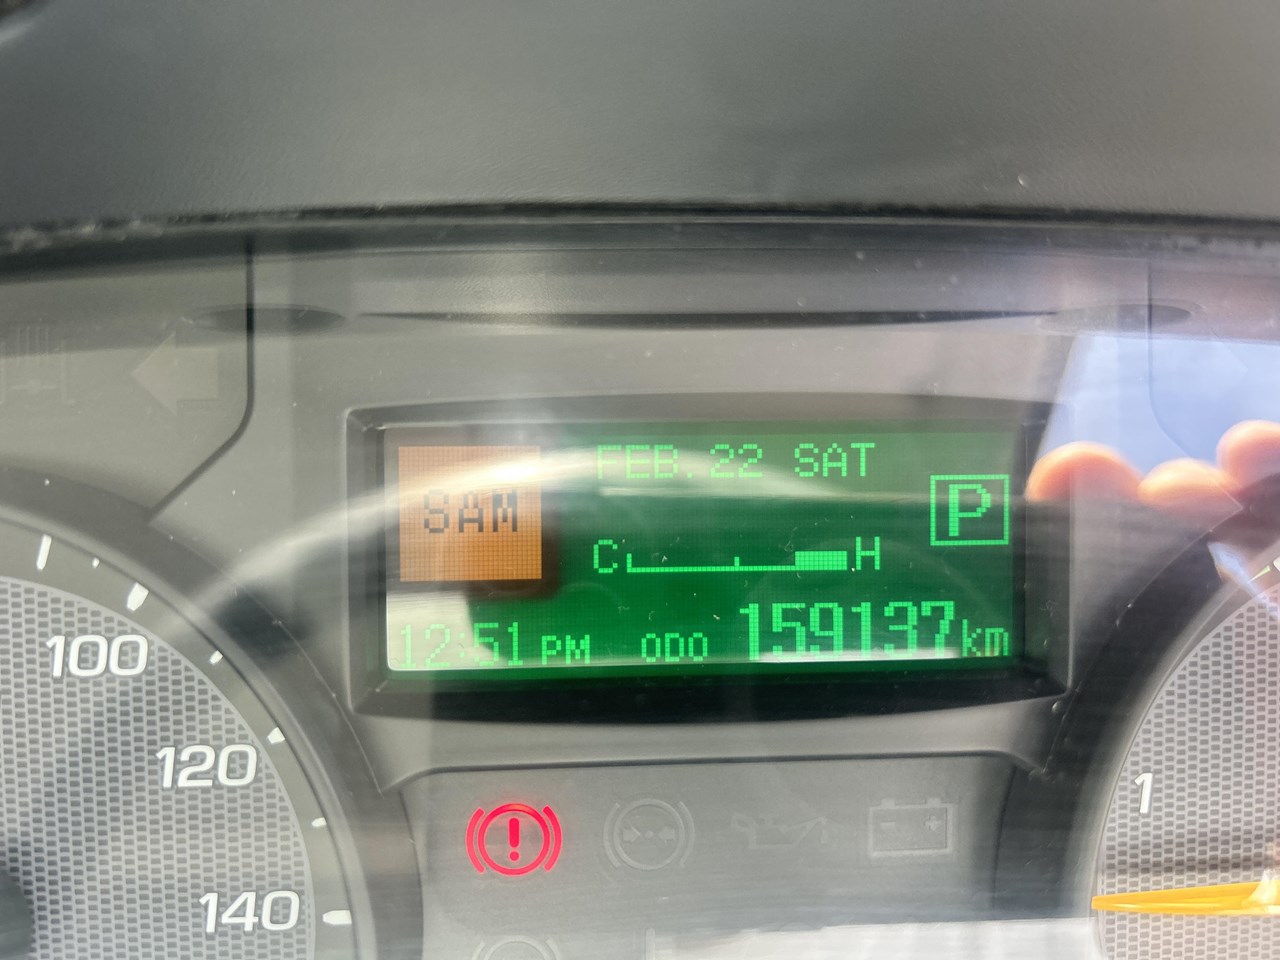 FEB.22 SAT
SAM
P
C H
12:51 PM ODO 159137 km
100
120
140
1